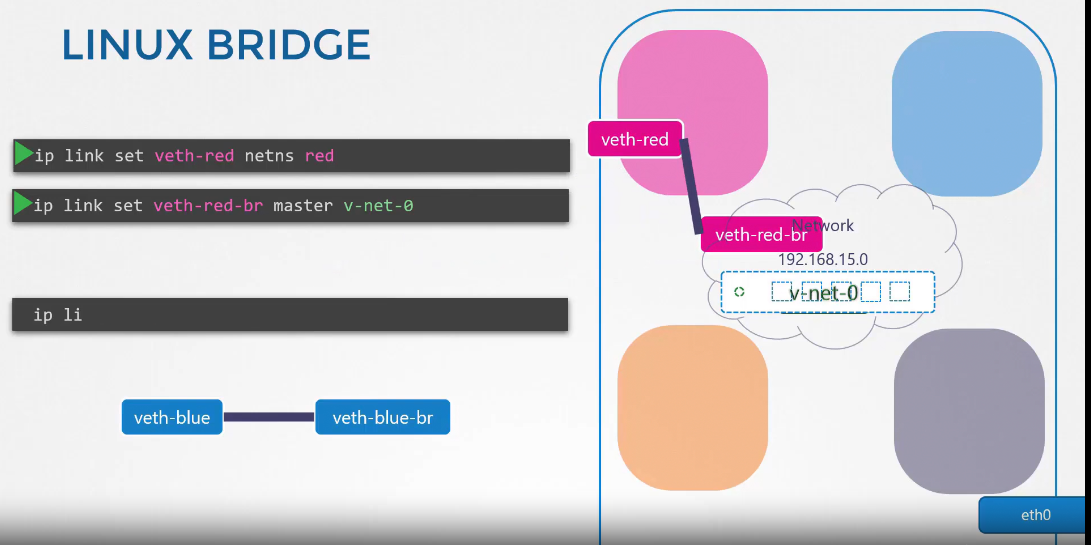 LINUX BRIDGE
ip link set veth-red netns red
ip link set veth-red-br master v-net-0
ip li
veth-blue
veth-blue-br
veth-red
veth-red-br
Network
192.168.15.0
v-net-0
eth0